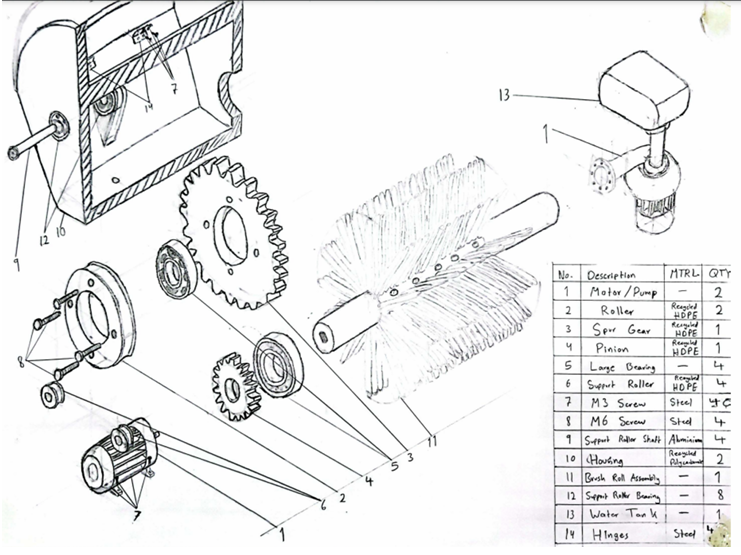 7
14
13
1
12
10
9
8
7
1
6
2
4
5
3
11
No. Description MTRL QTY
1 Motor/Pump - 2
2 Roller Recycled HDPE 2
3 Spur Gear Recycled HDPE 1
4 Pinion Recycled HDPE 1
5 Large Bearing - 4
6 Support Roller Recycled HDPE 4
7 M3 Screw Steel
8 M6 Screw Steel 4
9 Support Roller Shaft Aluminium 4
10 Housing Recycled Polycarbonate 2
11 Brush Roll Assembly - 1
12 Support Roller Bearing - 8
13 Water Tank - 1
14 Hinges Steel 4